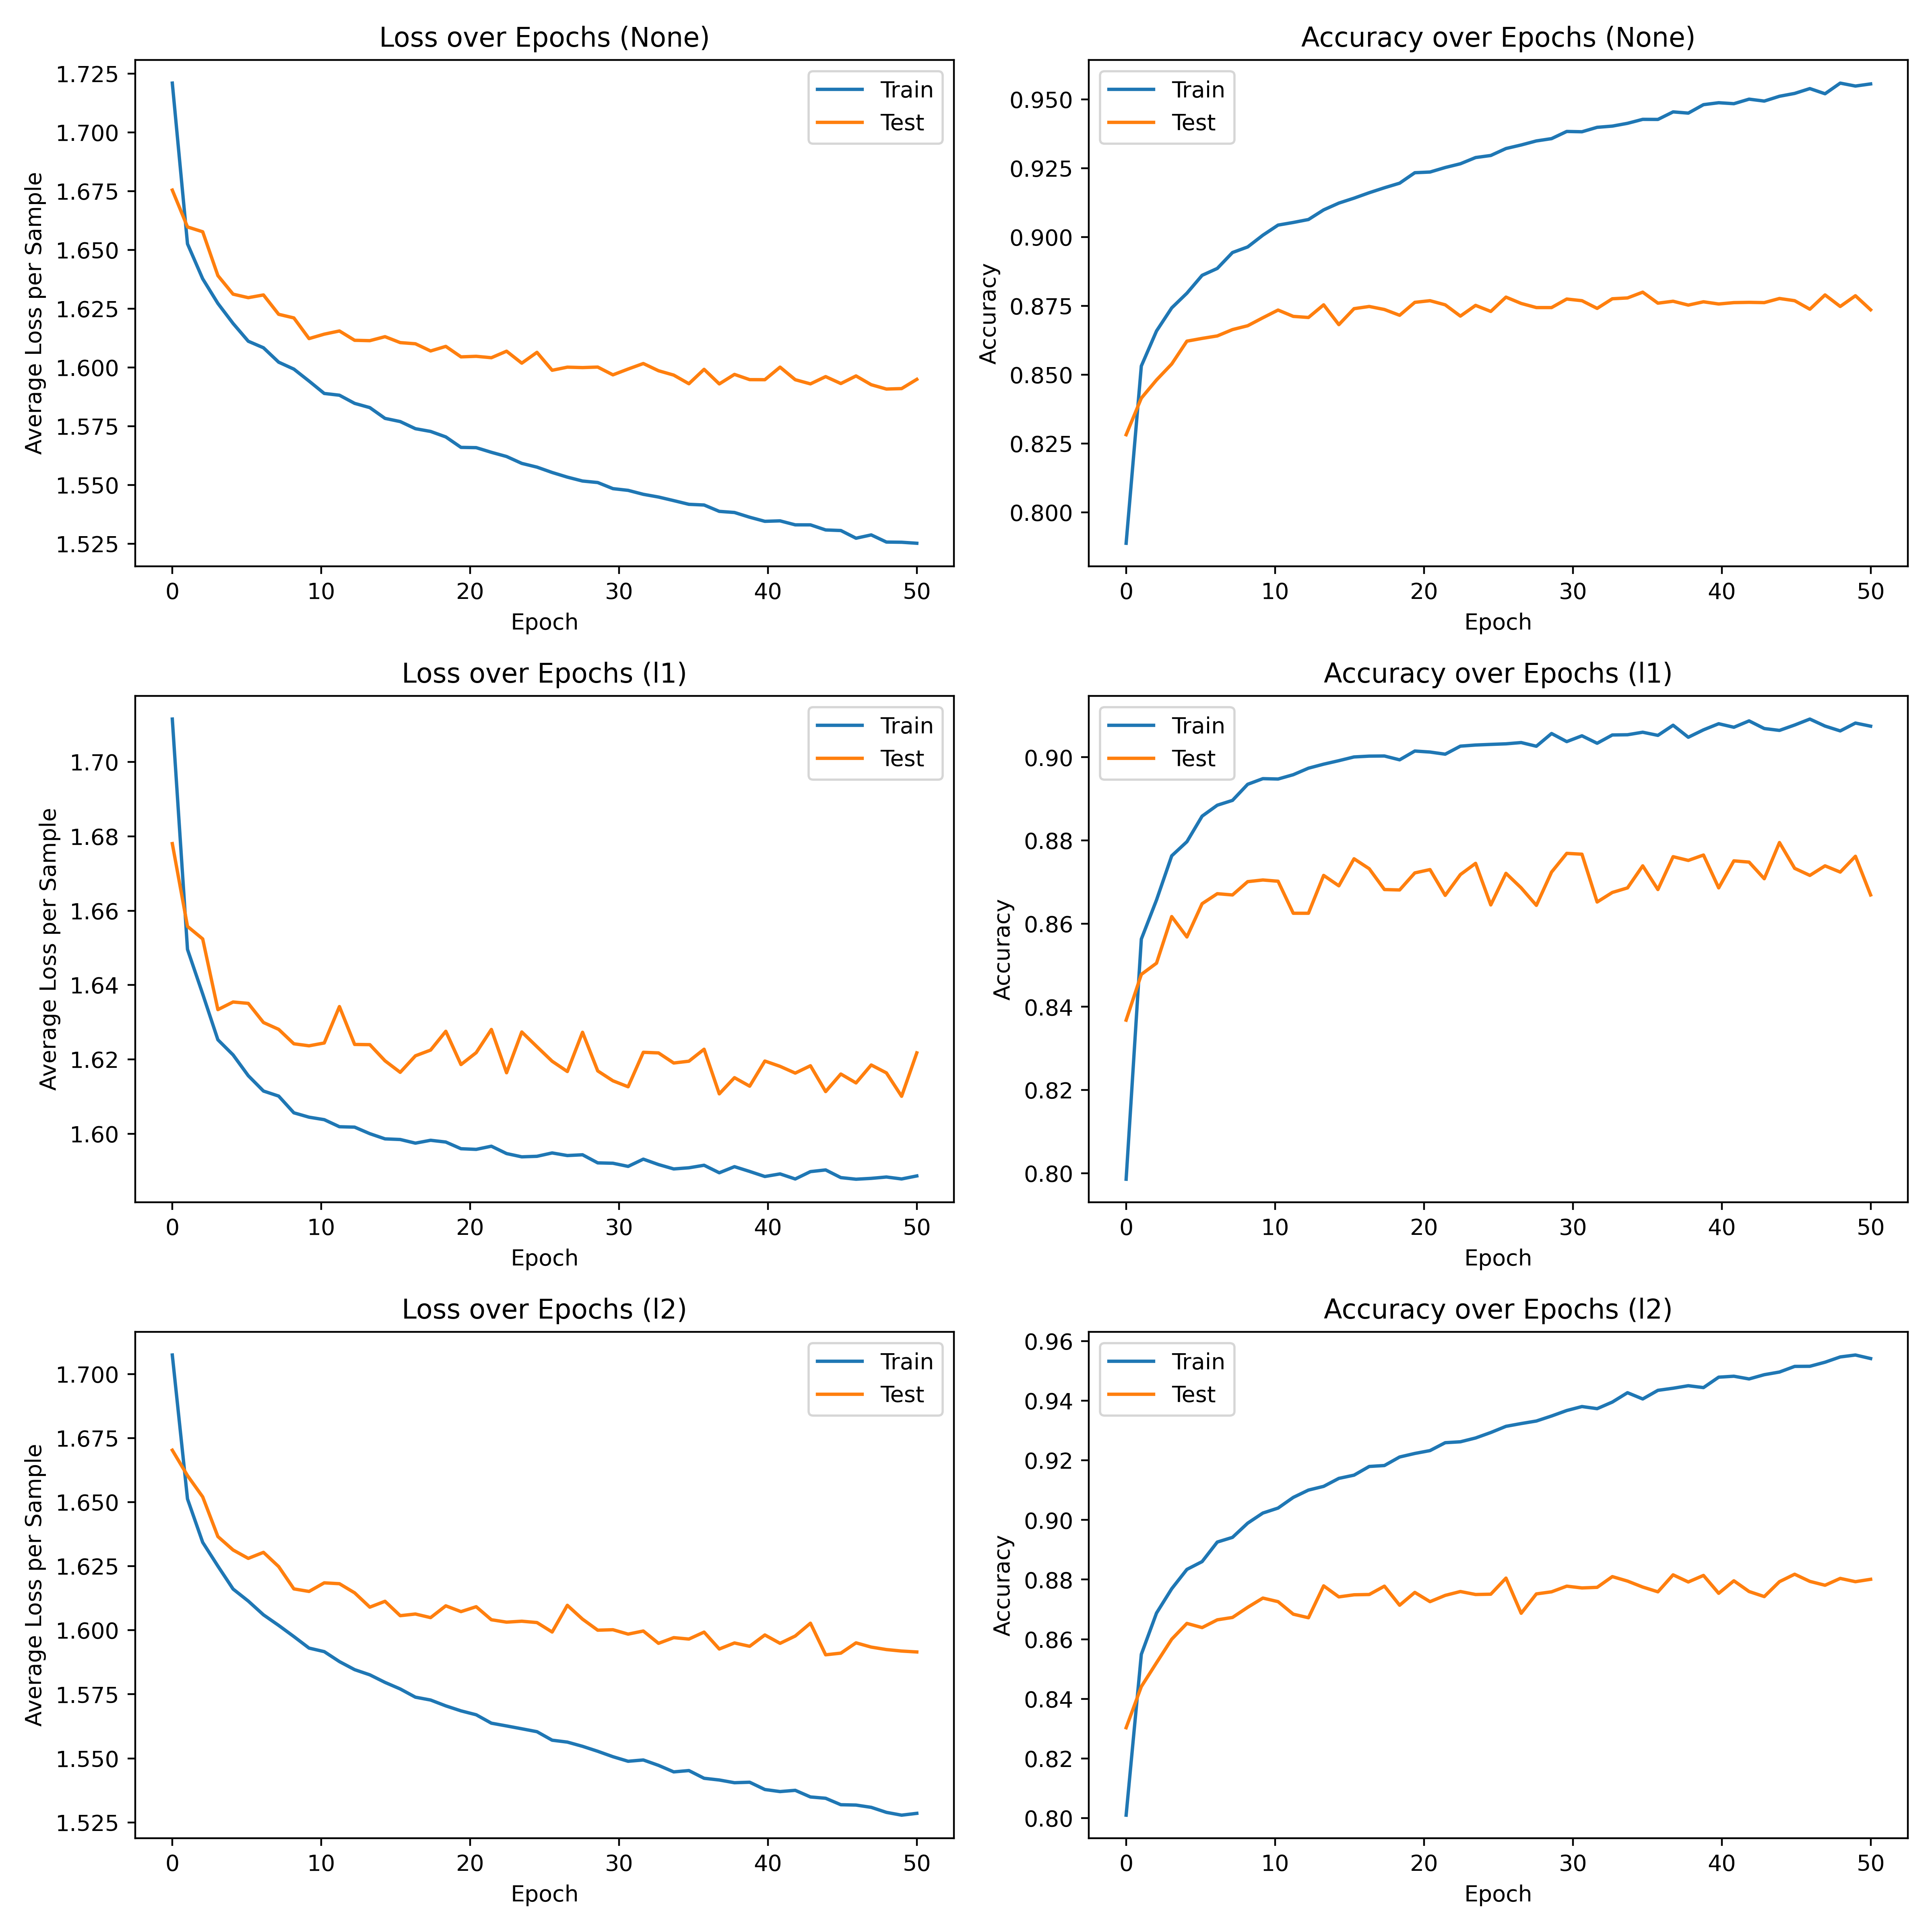 Loss over Epochs (None)
1.725
1.700
1.675
1.650
1.625
1.600
1.575
1.550
1.525
Average Loss per Sample
Train
Test
0
10
20
30
40
50
Epoch
Accuracy over Epochs (None)
0.950
0.925
0.900
0.875
0.850
0.825
0.800
Accuracy
Train
Test
0
10
20
30
40
50
Epoch
Loss over Epochs (l1)
1.70
1.68
1.66
1.64
1.62
1.60
Average Loss per Sample
Train
Test
0
10
20
30
40
50
Epoch
Accuracy over Epochs (l1)
0.90
0.88
0.86
0.84
0.82
0.80
Accuracy
Train
Test
0
10
20
30
40
50
Epoch
Loss over Epochs (l2)
1.700
1.675
1.650
1.625
1.600
1.575
1.550
1.525
Average Loss per Sample
Train
Test
0
10
20
30
40
50
Epoch
Accuracy over Epochs (l2)
0.96
0.94
0.92
0.90
0.88
0.86
0.84
0.82
0.80
Accuracy
Train
Test
0
10
20
30
40
50
Epoch